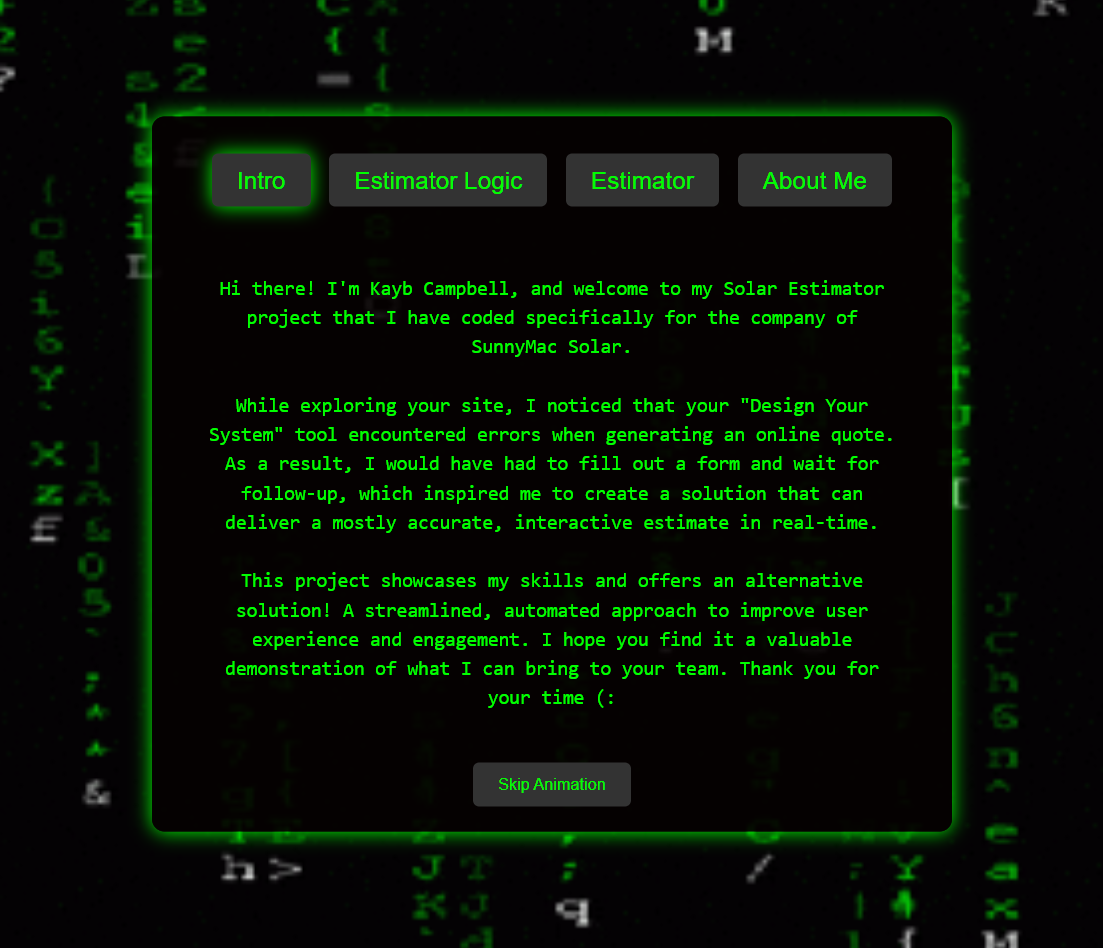 Intro
Estimator Logic
Estimator
About Me
Hi there! I'm Kayb Campbell, and welcome to my Solar Estimator
project that I have coded specifically for the company of
SunnyMac Solar.
While exploring your site, I noticed that your "Design Your
System" tool encountered errors when generating an online quote.
As a result, I would have had to fill out a form and wait for
follow-up, which inspired me to create a solution that can
deliver a mostly accurate, interactive estimate in real-time.
This project showcases my skills and offers an alternative
solution! A streamlined, automated approach to improve user
experience and engagement. I hope you find it a valuable
demonstration of what I can bring to your team. Thank you for
your time (:
Skip Animation